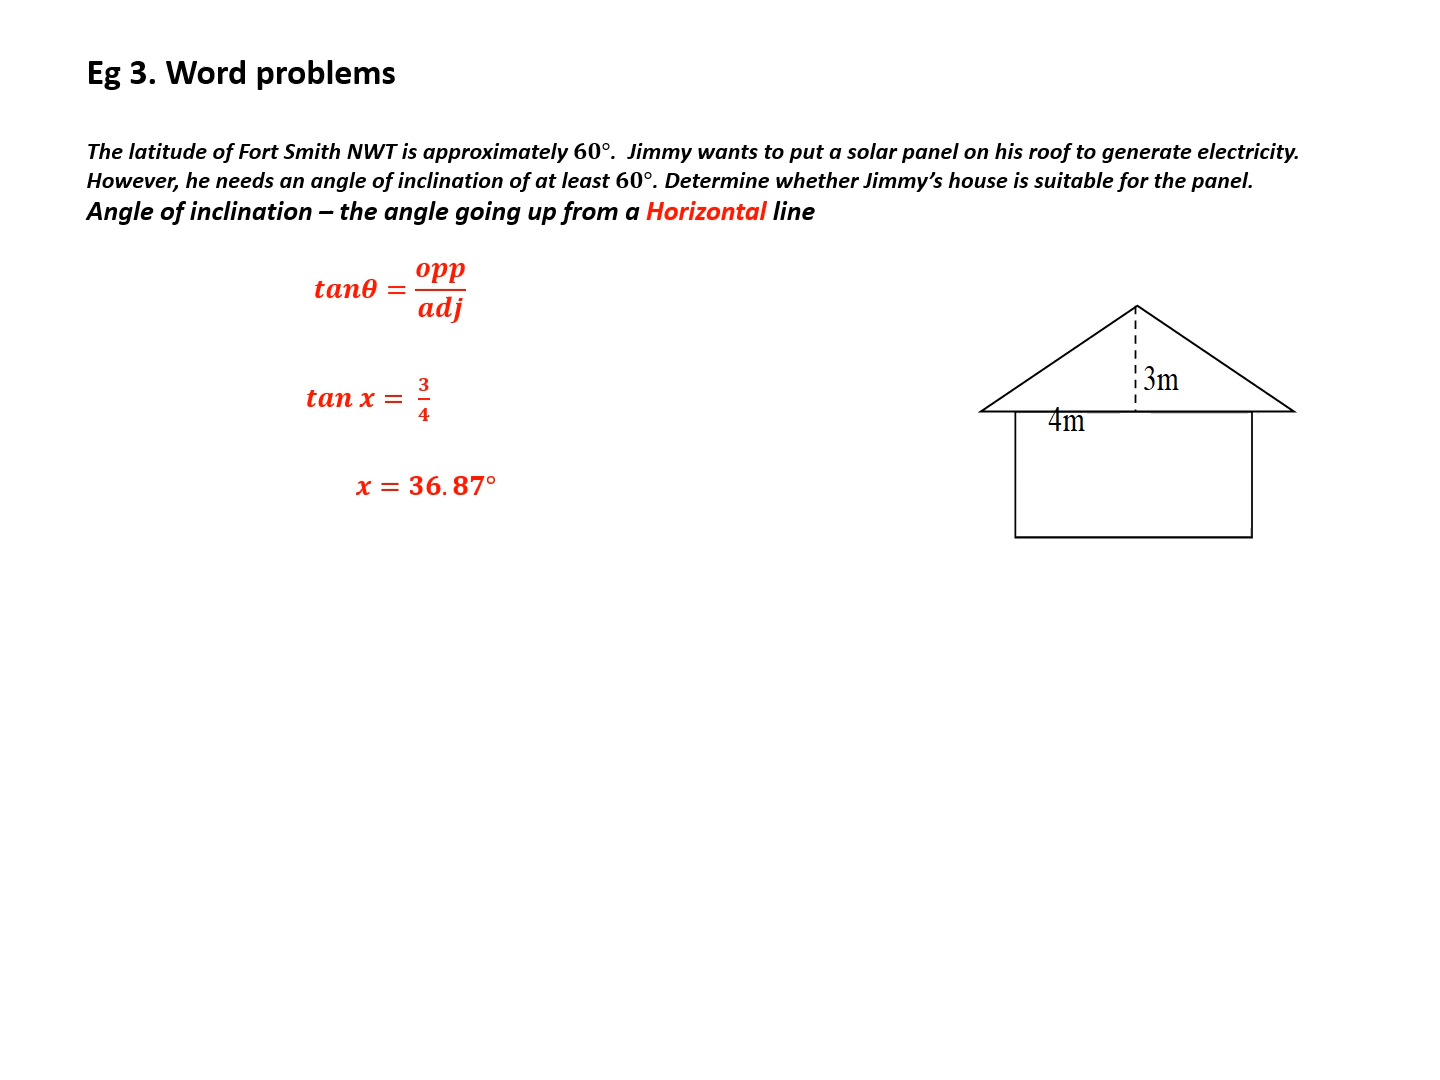 Eg 3. Word problems
The latitude of Fort Smith NWT is approximately 60°. Jimmy wants to put a solar panel on his roof to generate electricity.
However, he needs an angle of inclination of at least 60°. Determine whether Jimmy's house is suitable for the panel.
Angle of inclination – the angle going up from a Horizontal line
tanθ = opp/adj
tan x = 3/4
x = 36.87°
3m
4m